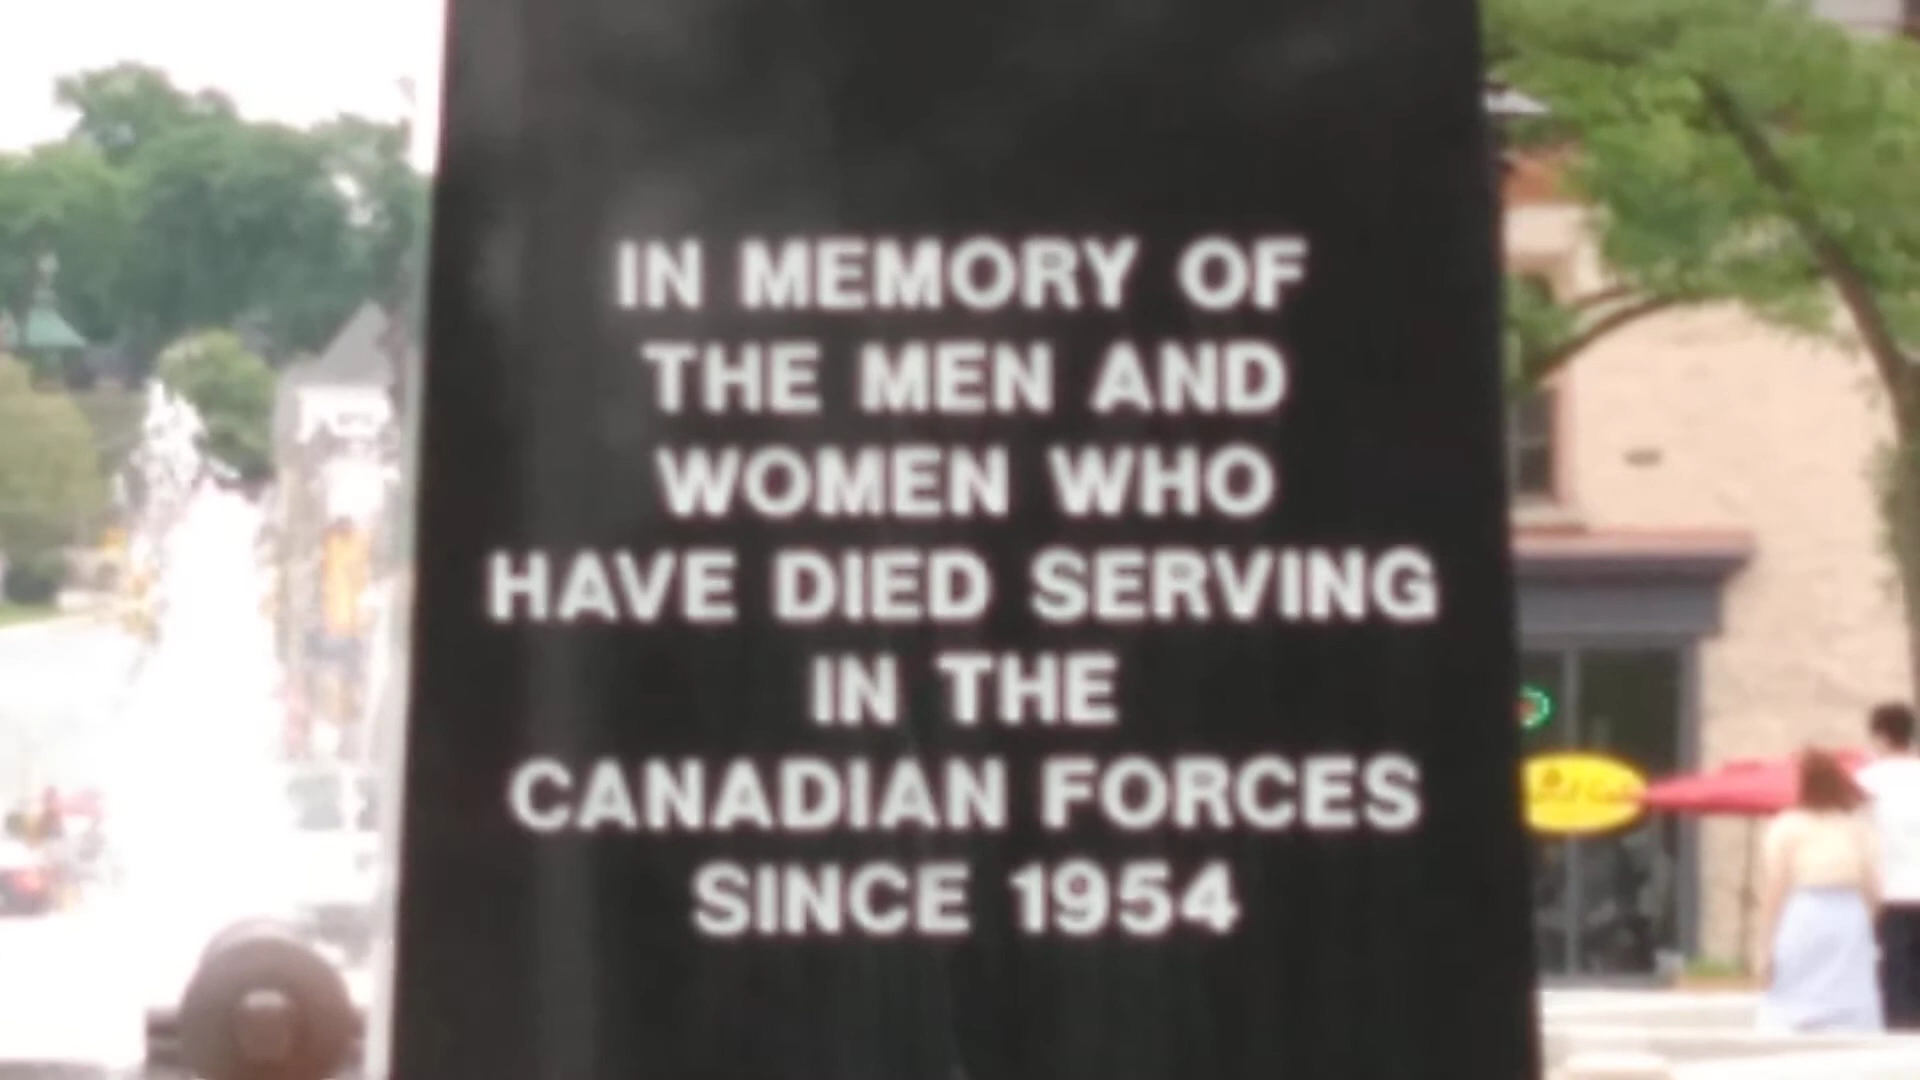 IN MEMORY OF
THE MEN AND
WOMEN WHO
HAVE DIED SERVING
IN THE
CANADIAN FORCES
SINCE 1954